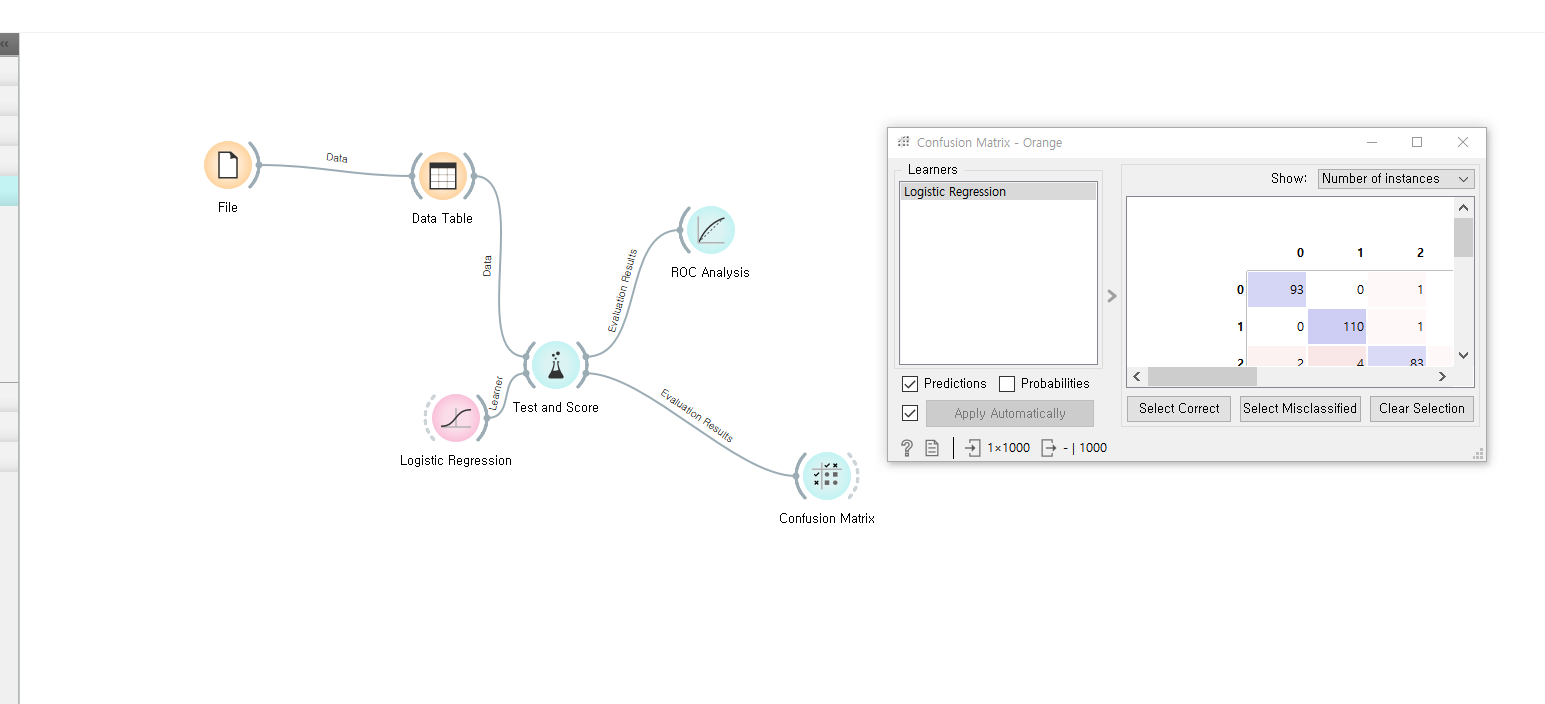 File
Data
Data Table
Data
Evaluation Results
ROC Analysis
Learner
Test and Score
Logistic Regression
Evaluation Results
Confusion Matrix
Confusion Matrix - Orange
Learners
Logistic Regression
Predictions
Probabilities
Apply Automatically
1×1000
- | 1000
Show: Number of instances
0 1 2
0 93 0 1
1 0 110 1
2 2 4 83
Select Correct
Select Misclassified
Clear Selection